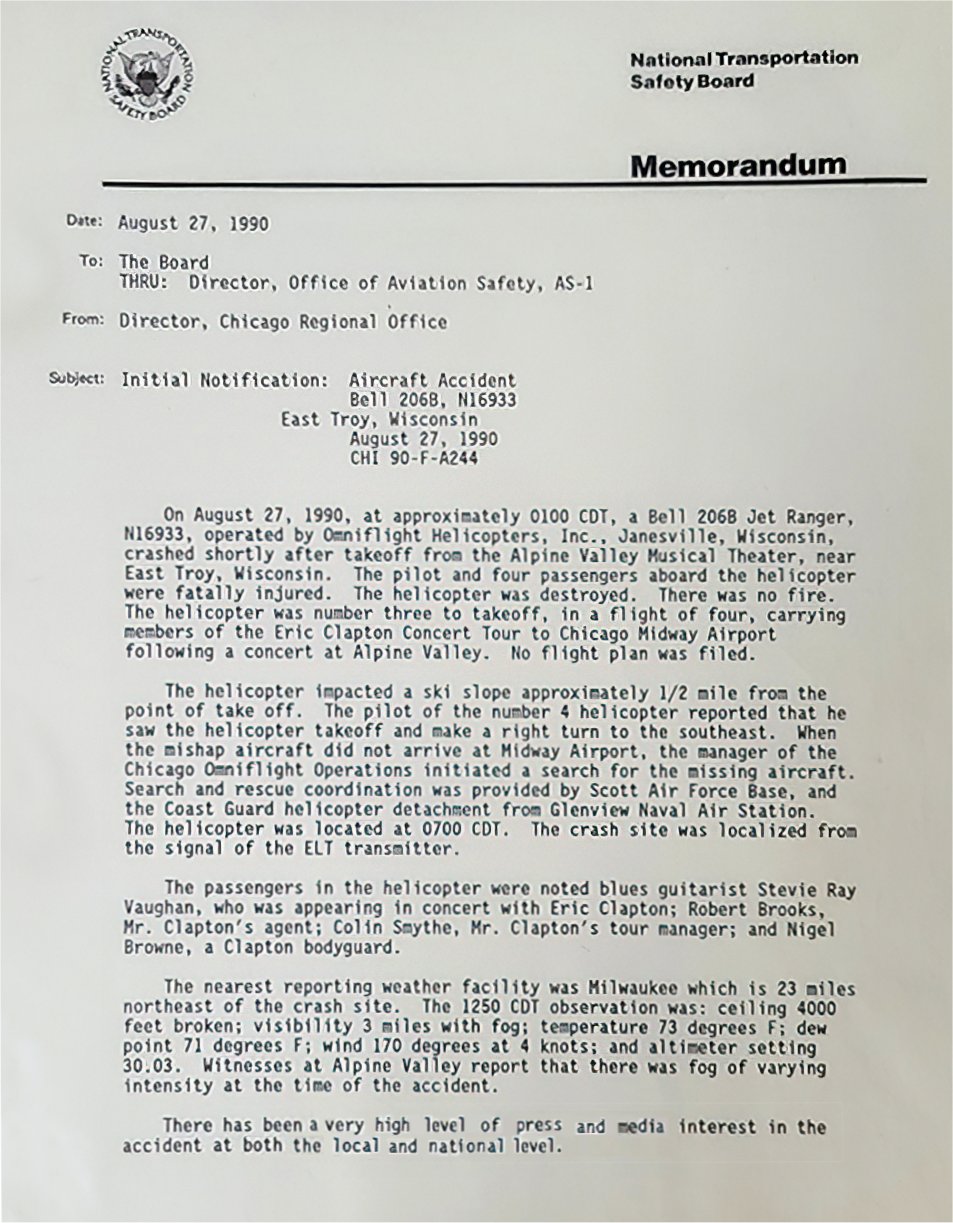 NATIONAL TRANSPORTATION SAFETY BOARD
National Transportation
Safety Board
Memorandum
Date: August 27, 1990
To: The Board
THRU: Director, Office of Aviation Safety, AS-1
From: Director, Chicago Regional Office
Subject: Initial Notification: Aircraft Accident
Bell 206B, N16933
East Troy, Wisconsin
August 27, 1990
CHI 90-F-A244
On August 27, 1990, at approximately 0100 CDT, a Bell 206B Jet Ranger,
N16933, operated by Omniflight Helicopters, Inc., Janesville, Wisconsin,
crashed shortly after takeoff from the Alpine Valley Musical Theater, near
East Troy, Wisconsin. The pilot and four passengers aboard the helicopter
were fatally injured. The helicopter was destroyed. There was no fire.
The helicopter was number three to takeoff, in a flight of four, carrying
members of the Eric Clapton Concert Tour to Chicago Midway Airport
following a concert at Alpine Valley. No flight plan was filed.
The helicopter impacted a ski slope approximately 1/2 mile from the
point of take off. The pilot of the number 4 helicopter reported that he
saw the helicopter takeoff and make a right turn to the southeast. When
the mishap aircraft did not arrive at Midway Airport, the manager of the
Chicago Omniflight Operations initiated a search for the missing aircraft.
Search and rescue coordination was provided by Scott Air Force Base, and
the Coast Guard helicopter detachment from Glenview Naval Air Station.
The helicopter was located at 0700 CDT. The crash site was localized from
the signal of the ELT transmitter.
The passengers in the helicopter were noted blues guitarist Stevie Ray
Vaughan, who was appearing in concert with Eric Clapton; Robert Brooks,
Mr. Clapton's agent; Colin Smythe, Mr. Clapton's tour manager; and Nigel
Browne, a Clapton bodyguard.
The nearest reporting weather facility was Milwaukee which is 23 miles
northeast of the crash site. The 1250 CDT observation was: ceiling 4000
feet broken; visibility 3 miles with fog; temperature 73 degrees F; dew
point 71 degrees F; wind 170 degrees at 4 knots; and altimeter setting
30.03. Witnesses at Alpine Valley report that there was fog of varying
intensity at the time of the accident.
There has been a very high level of press and media interest in the
accident at both the local and national level.